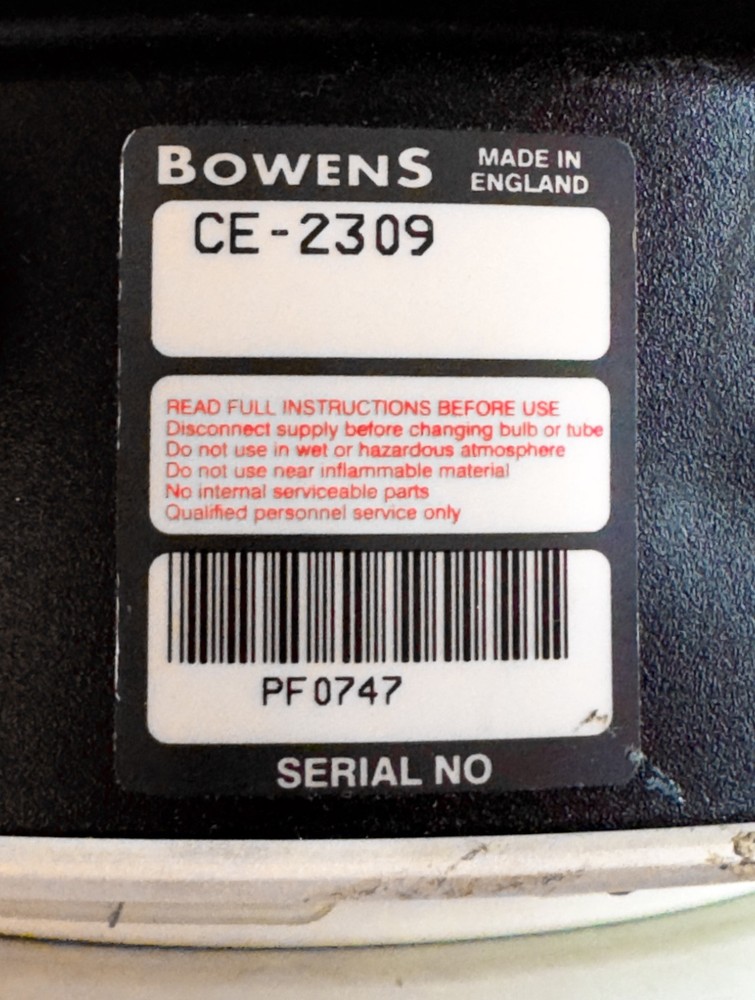 BOWENS
MADE IN
ENGLAND
CE-2309
READ FULL INSTRUCTIONS BEFORE USE
Disconnect supply before changing bulb or tube
Do not use in wet or hazardous atmosphere
Do not use near inflammable material
No internal serviceable parts
Qualified personnel service only
PF0747
SERIAL NO